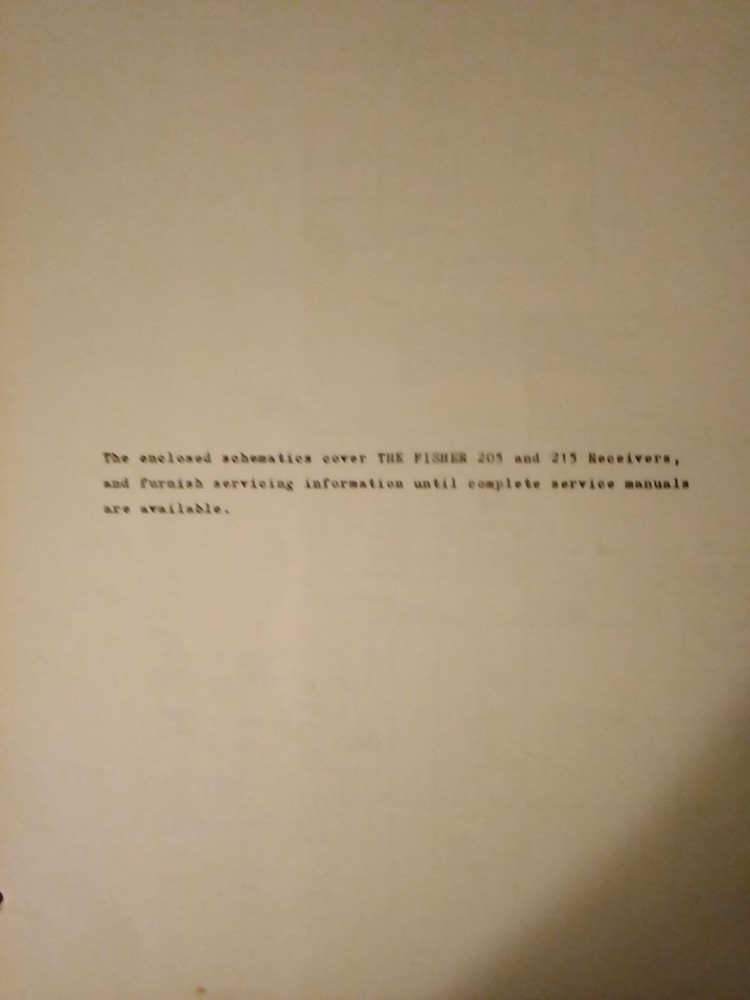 The enclosed schematics cover THE FISHER 205 and 215 Receivers,
and furnish servicing information until complete service manuals
are available.